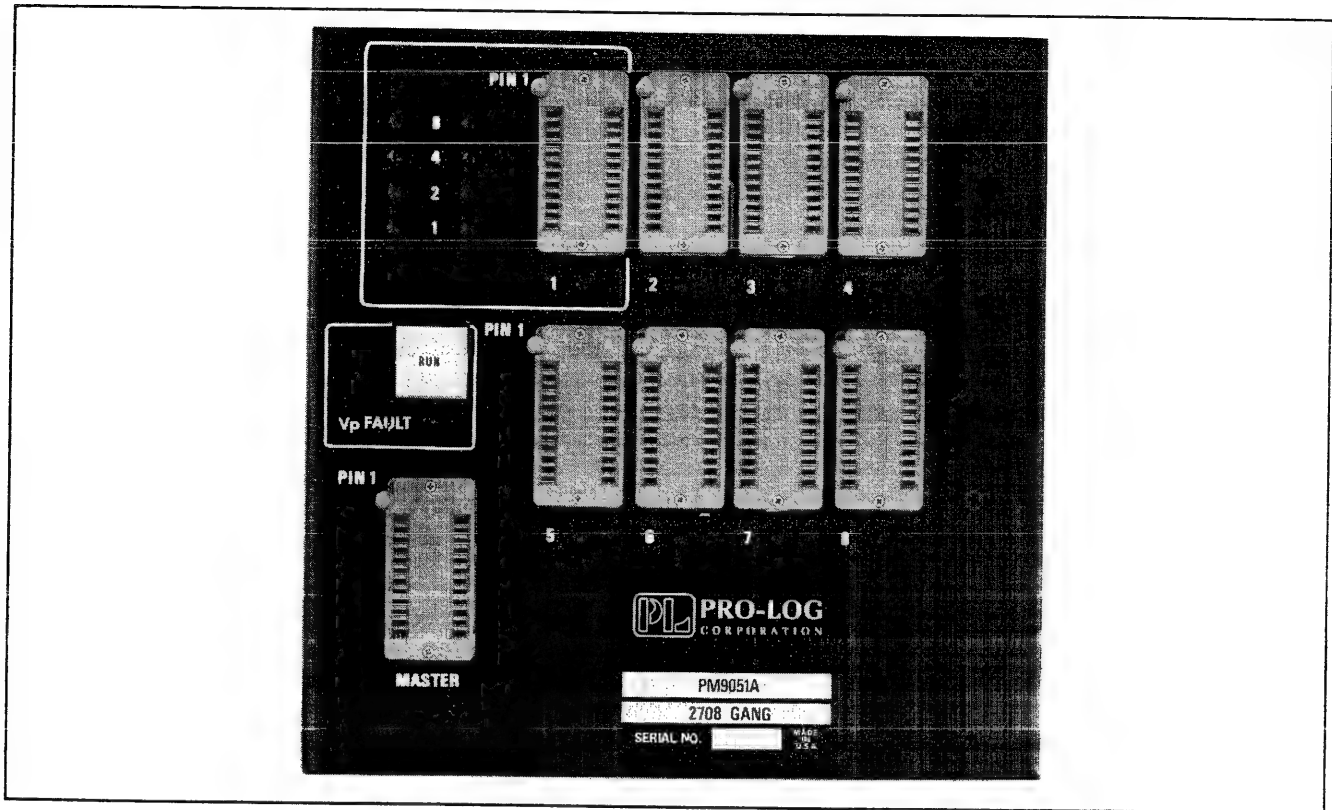 PIN 1
8
4
2
1
1 2 3 4
PIN 1
RUN
Vp FAULT
5 6 7 8
PIN 1
MASTER
PL PRO-LOG
CORPORATION
PM9051A
2708 GANG
SERIAL NO.
MADE
IN
U.S.A.